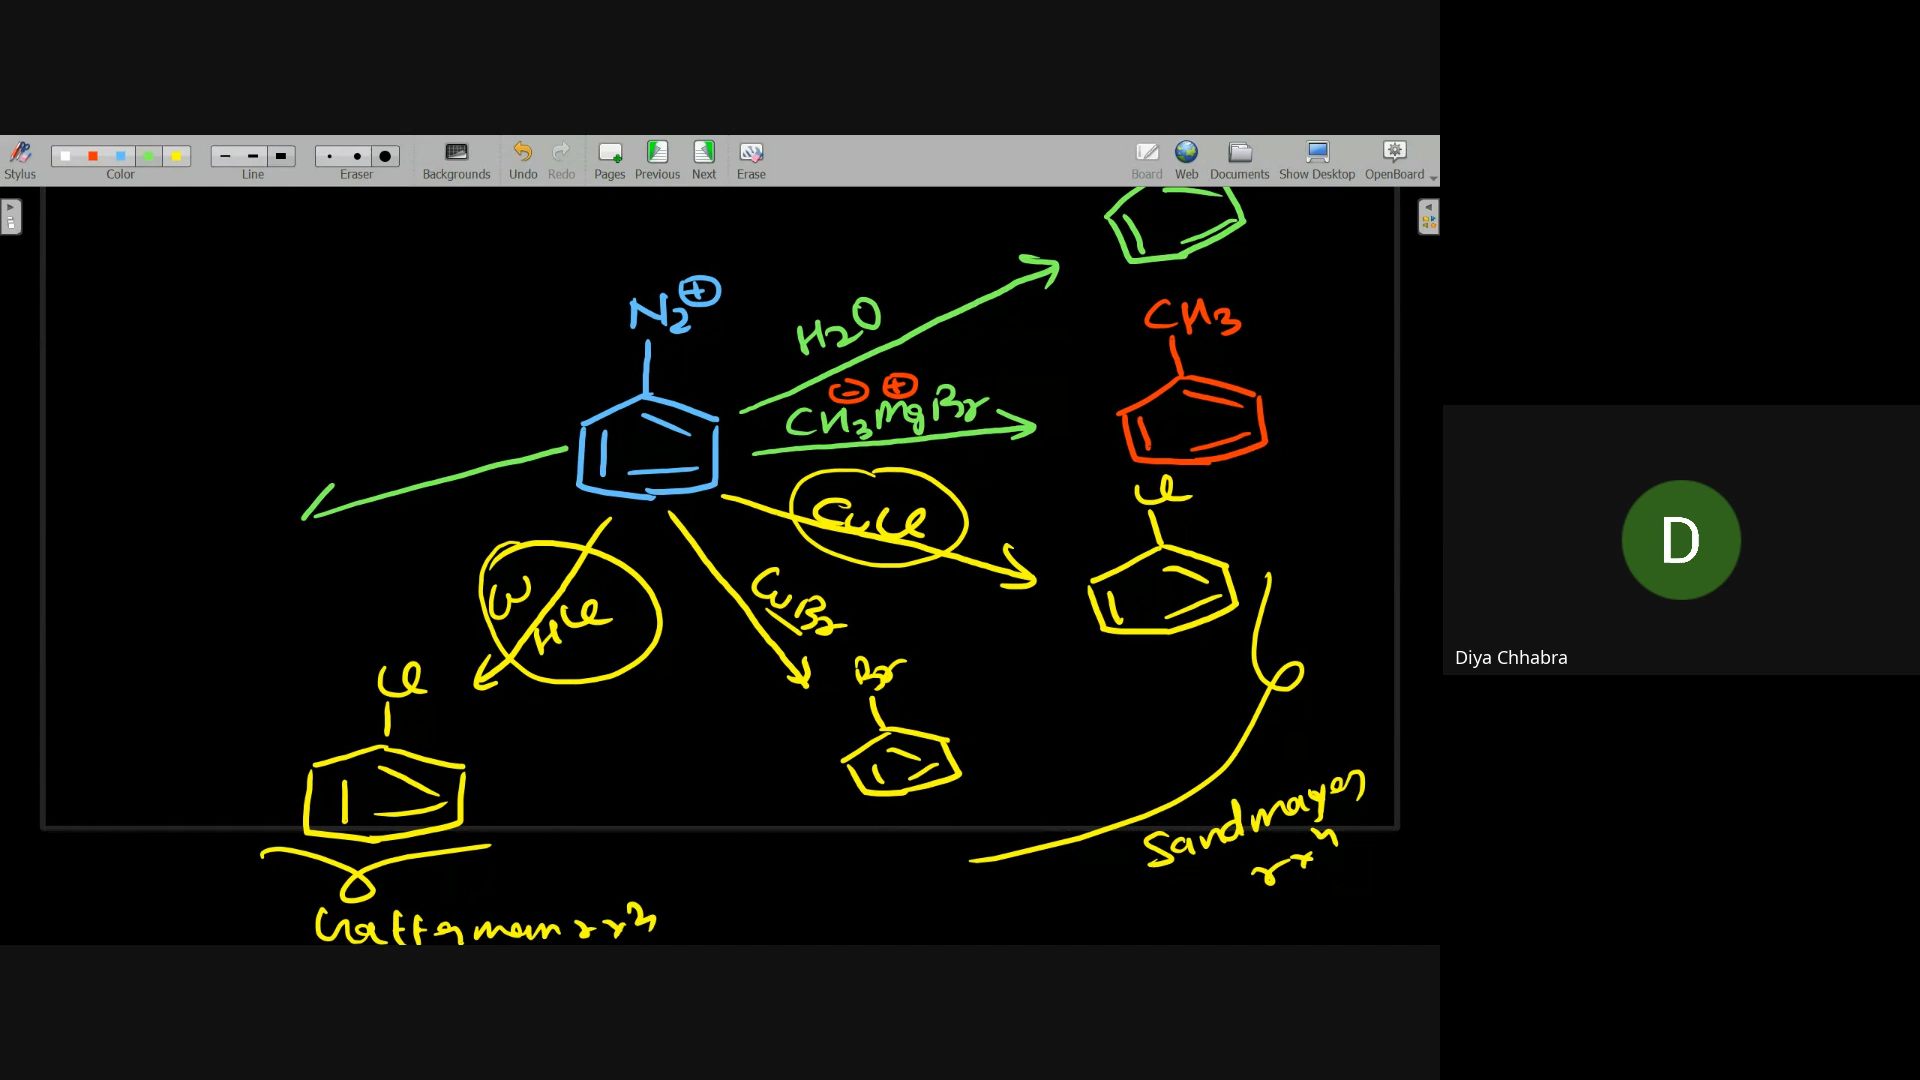 Stylus Color Line Eraser Backgrounds Undo Redo Pages Previous Next Erase Board Web Documents Show Desktop OpenBoard
N2 +
H2O
CH3
- +
CH3MgBr
Cl
CuCl
Cu
HCl
CuBr
Cl
Br
Sandmayer
rxn
Gattermann rxn
D
Diya Chhabra